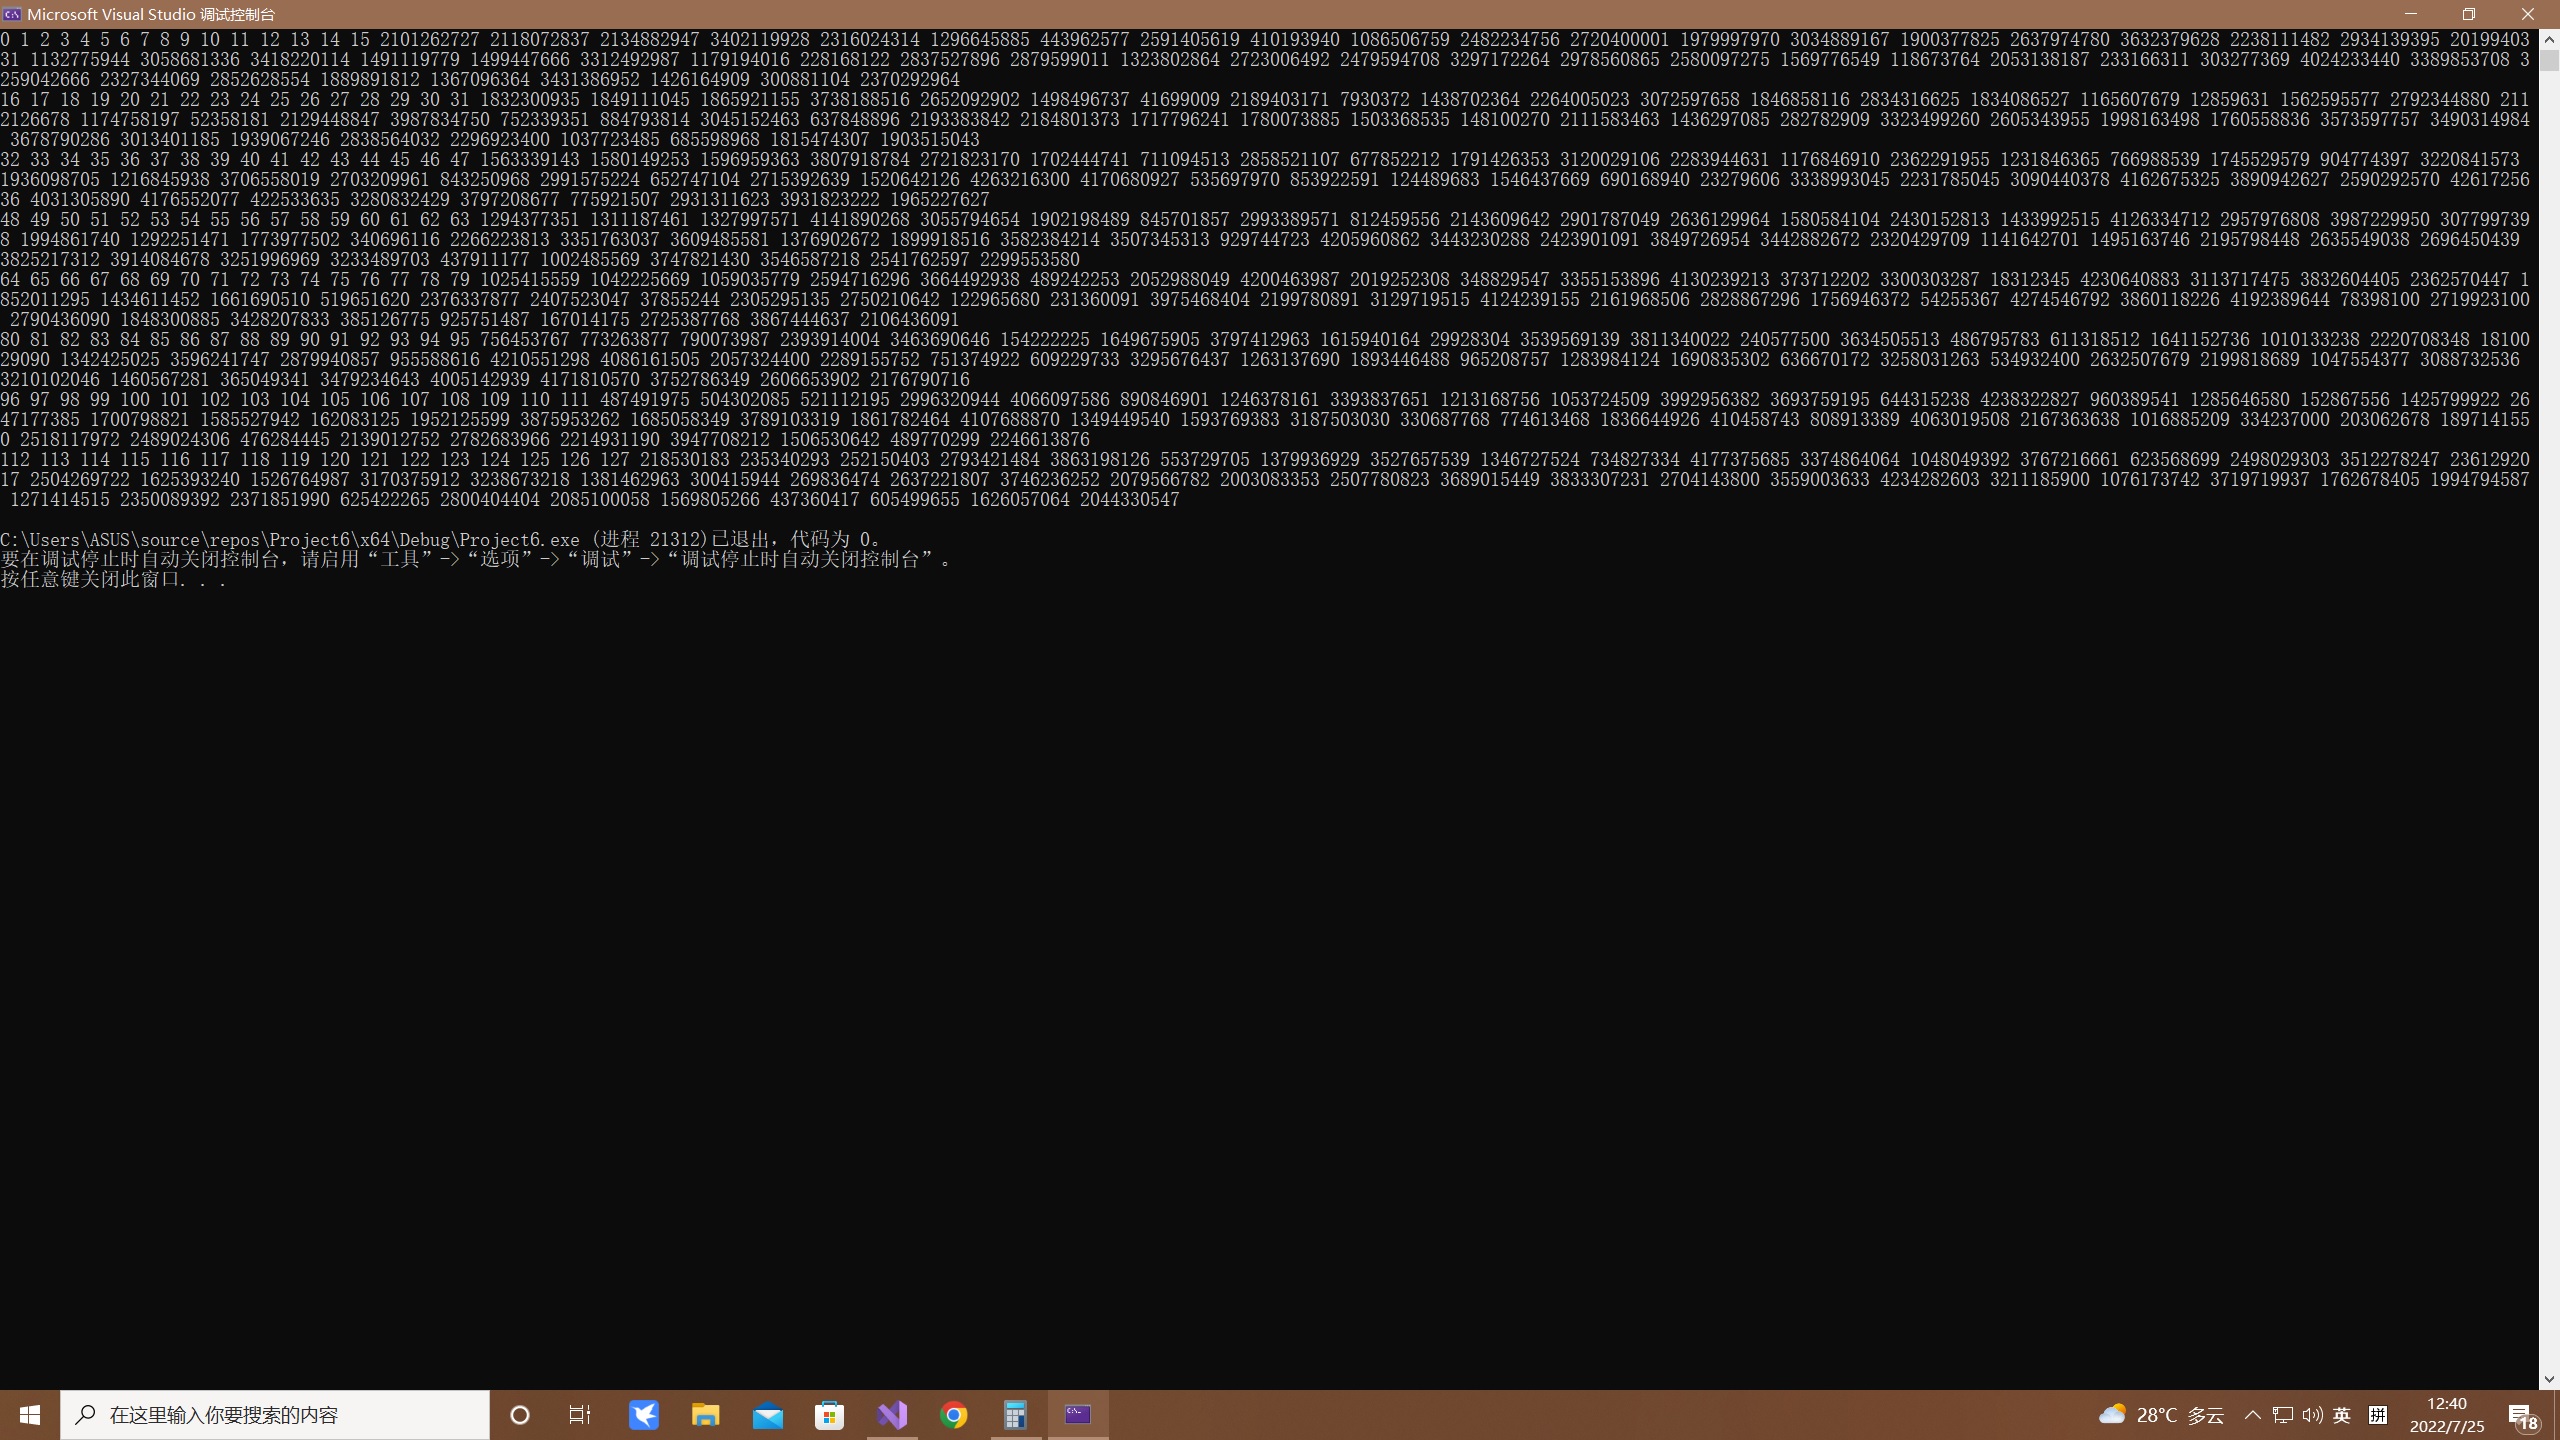 Microsoft Visual Studio 调试控制台
0 1 2 3 4 5 6 7 8 9 10 11 12 13 14 15 2101262727 2118072837 2134882947 3402119928 2316024314 1296645885 443962577 2591405619 410193940 1086506759 2482234756 2720400001 1979997970 3034889167 1900377825 2637974780 3632379628 2238111482 2934139395 20199403
31 1132775944 3058681336 3418220114 1491119779 1499447666 3312492987 1179194016 228168122 2837527896 2879599011 1323802864 2723006492 2479594708 3297172264 2978560865 2580097275 1569776549 118673764 2053138187 233166311 303277369 4024233440 3389853708 3
259042666 2327344069 2852628554 1889891812 1367096364 3431386952 1426164909 300881104 2370292964
16 17 18 19 20 21 22 23 24 25 26 27 28 29 30 31 1832300935 1849111045 1865921155 3738188516 2652092902 1498496737 41699009 2189403171 7930372 1438702364 2264005023 3072597658 1846858116 2834316625 1834086527 1165607679 12859631 1562595577 2792344880 211
2126678 1174758197 52358181 2129448847 3987834750 752339351 884793814 3045152463 637848896 2193383842 2184801373 1717796241 1780073885 1503368535 148100270 2111583463 1436297085 282782909 3323499260 2605343955 1998163498 1760558836 3573597757 3490314984
3678790286 3013401185 1939067246 2838564032 2296923400 1037723485 685598968 1815474307 1903515043
32 33 34 35 36 37 38 39 40 41 42 43 44 45 46 47 1563339143 1580149253 1596959363 3807918784 2721823170 1702444741 711094513 2858521107 677852212 1791426353 3120029106 2283944631 1176846910 2362291955 1231846365 766988539 1745529579 904774397 3220841573
1936098705 1216845938 3706558019 2703209961 843250968 2991575224 652747104 2715392639 1520642126 4263216300 4170680927 535697970 853922591 124489683 1546437669 690168940 23279606 3338993045 2231785045 3090440378 4162675325 3890942627 2590292570 42617256
36 4031305890 4176552077 422533635 3280832429 3797208677 775921507 2931311623 3931823222 1965227627
48 49 50 51 52 53 54 55 56 57 58 59 60 61 62 63 1294377351 1311187461 1327997571 4141890268 3055794654 1902198489 845701857 2993389571 812459556 2143609642 2901787049 2636129964 1580584104 2430152813 1433992515 4126334712 2957976808 3987229950 307799739
8 1994861740 1292251471 1773977502 340696116 2266223813 3351763037 3609485581 1376902672 1899918516 3582384214 3507345313 929744723 4205960862 3443230288 2423901091 3849726954 3442882672 2320429709 1141642701 1495163746 2195798448 2635549038 2696450439
3825217312 3914084678 3251996969 3233489703 437911177 1002485569 3747821430 3546587218 2541762597 2299553580
64 65 66 67 68 69 70 71 72 73 74 75 76 77 78 79 1025415559 1042225669 1059035779 2594716296 3664492938 489242253 2052988049 4200463987 2019252308 348829547 3355153896 4130239213 373712202 3300303287 18312345 4230640883 3113717475 3832604405 2362570447 1
852011295 1434611452 1661690510 519651620 2376337877 2407523047 37855244 2305295135 2750210642 122965680 231360091 3975468404 2199780891 3129719515 4124239155 2161968506 2828867296 1756946372 54255367 4274546792 3860118226 4192389644 78398100 2719923100
2790436090 1848300885 3428207833 385126775 925751487 167014175 2725387768 3867444637 2106436091
80 81 82 83 84 85 86 87 88 89 90 91 92 93 94 95 756453767 773263877 790073987 2393914004 3463690646 154222225 1649675905 3797412963 1615940164 29928304 3539569139 3811340022 240577500 3634505513 486795783 611318512 1641152736 1010133238 2220708348 18100
29090 1342425025 3596241747 2879940857 955588616 4210551298 4086161505 2057324400 2289155752 751374922 609229733 3295676437 1263137690 1893446488 965208757 1283984124 1690835302 636670172 3258031263 534932400 2632507679 2199818689 1047554377 3088732536
3210102046 1460567281 365049341 3479234643 4005142939 4171810570 3752786349 2606653902 2176790716
96 97 98 99 100 101 102 103 104 105 106 107 108 109 110 111 487491975 504302085 521112195 2996320944 4066097586 890846901 1246378161 3393837651 1213168756 1053724509 3992956382 3693759195 644315238 4238322827 960389541 1285646580 152867556 1425799922 26
47177385 1700798821 1585527942 162083125 1952125599 3875953262 1685058349 3789103319 1861782464 4107688870 1349449540 1593769383 3187503030 330687768 774613468 1836644926 410458743 808913389 4063019508 2167363638 1016885209 334237000 203062678 189714155
0 2518117972 2489024306 476284445 2139012752 2782683966 2214931190 3947708212 1506530642 489770299 2246613876
112 113 114 115 116 117 118 119 120 121 122 123 124 125 126 127 218530183 235340293 252150403 2793421484 3863198126 553729705 1379936929 3527657539 1346727524 734827334 4177375685 3374864064 1048049392 3767216661 623568699 2498029303 3512278247 23612920
17 2504269722 1625393240 1526764987 3170375912 3238673218 1381462963 300415944 269836474 2637221807 3746236252 2079566782 2003083353 2507780823 3689015449 3833307231 2704143800 3559003633 4234282603 3211185900 1076173742 3719719937 1762678405 1994794587
1271414515 2350089392 2371851990 625422265 2800404404 2085100058 1569805266 437360417 605499655 1626057064 2044330547
C:\Users\ASUS\source\repos\Project6\x64\Debug\Project6.exe (进程 21312)已退出，代码为 0。
要在调试停止时自动关闭控制台，请启用“工具”->“选项”->“调试”->“调试停止时自动关闭控制台”。
按任意键关闭此窗口. . .
在这里输入你要搜索的内容
28°C 多云
英
拼
12:40
2022/7/25
18